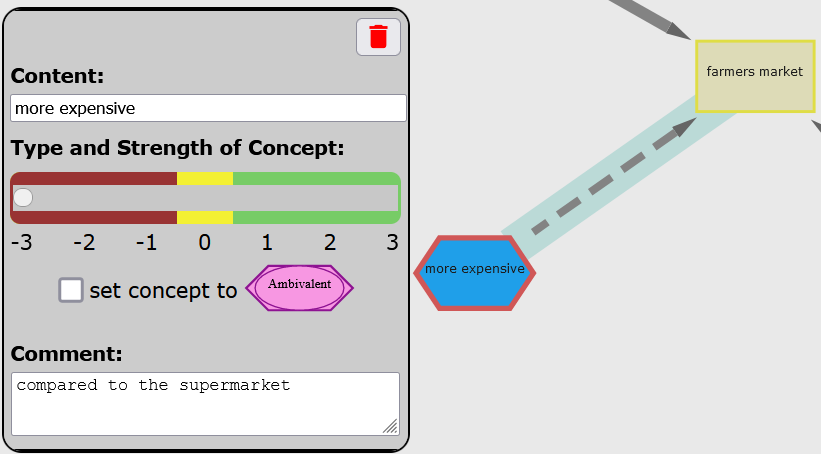 Content:
more expensive
Type and Strength of Concept:
-3 -2 -1 0 1 2 3
set concept to Ambivalent
Comment:
compared to the supermarket
farmers market
more expensive